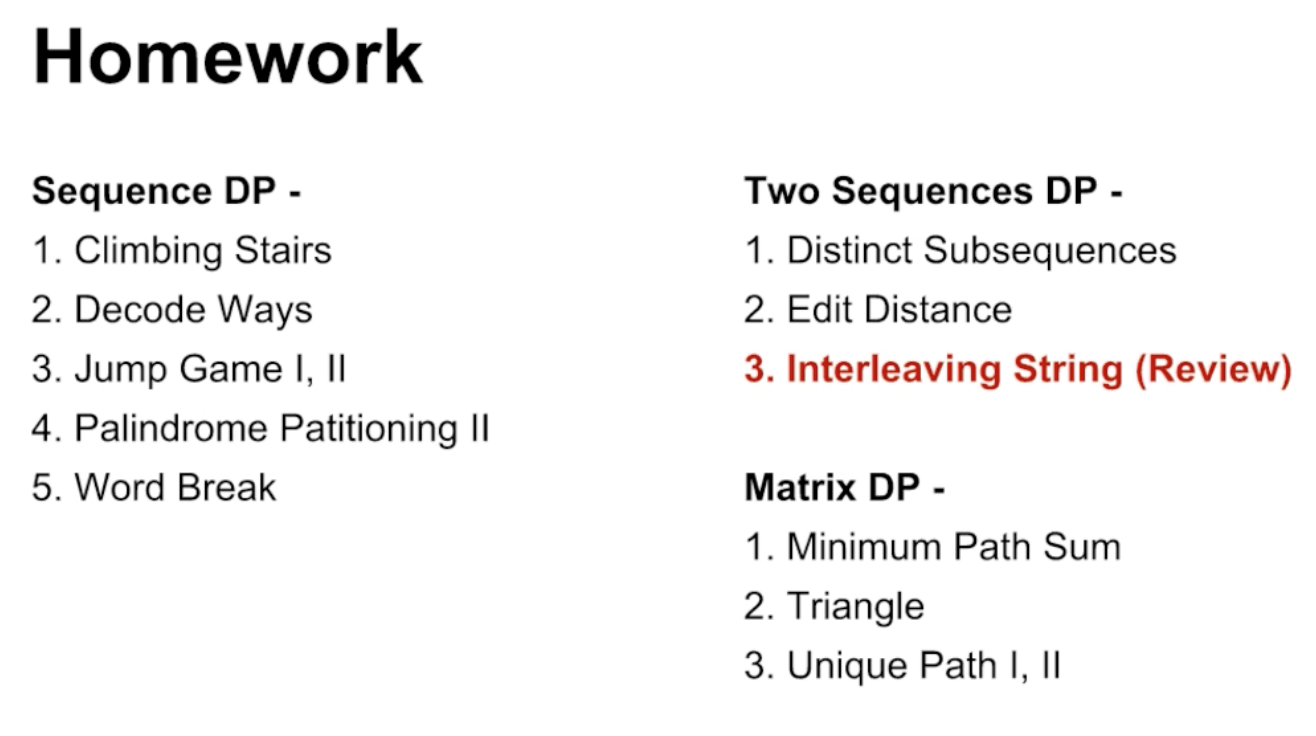 Homework
Sequence DP -
1. Climbing Stairs
2. Decode Ways
3. Jump Game I, II
4. Palindrome Patitioning II
5. Word Break
Two Sequences DP -
1. Distinct Subsequences
2. Edit Distance
3. Interleaving String (Review)
Matrix DP -
1. Minimum Path Sum
2. Triangle
3. Unique Path I, II